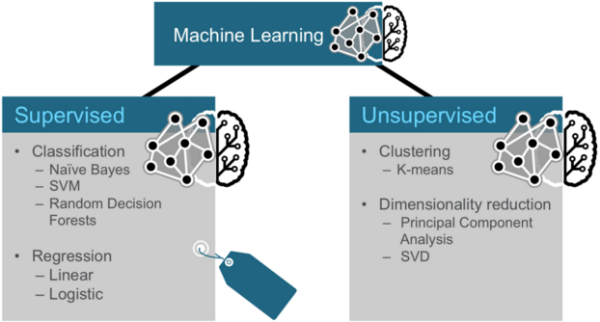 Machine Learning
Supervised
• Classification
– Naïve Bayes
– SVM
– Random Decision
Forests
• Regression
– Linear
– Logistic
Unsupervised
• Clustering
– K-means
• Dimensionality reduction
– Principal Component
Analysis
– SVD